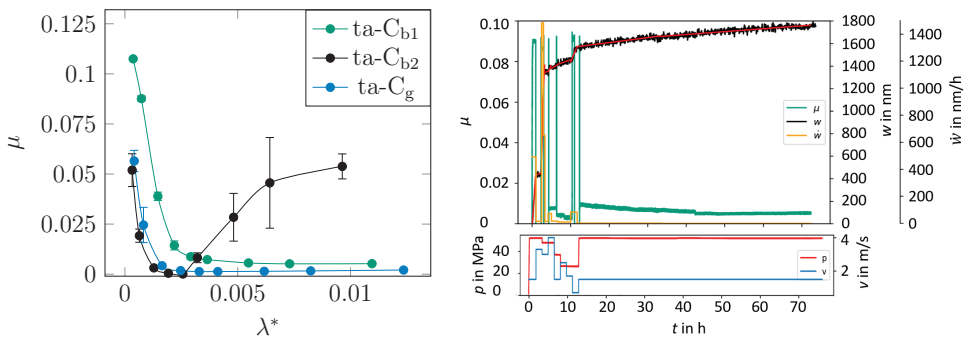 0.125
0.1
0.075
0.05
0.025
0
μ
0
0.005
0.01
λ*
ta-C_b1
ta-C_b2
ta-C_g
0.10
0.08
0.06
0.04
0.02
0
μ
μ
w
ẇ
1800
1600
1400
1200
1000
800
600
400
200
0
w in nm
1400
1200
1000
800
600
400
200
0
ẇ in nm/h
40
20
0
p in MPa
p
v
4
2
v in m/s
0
10
20
30
40
50
60
70
t in h